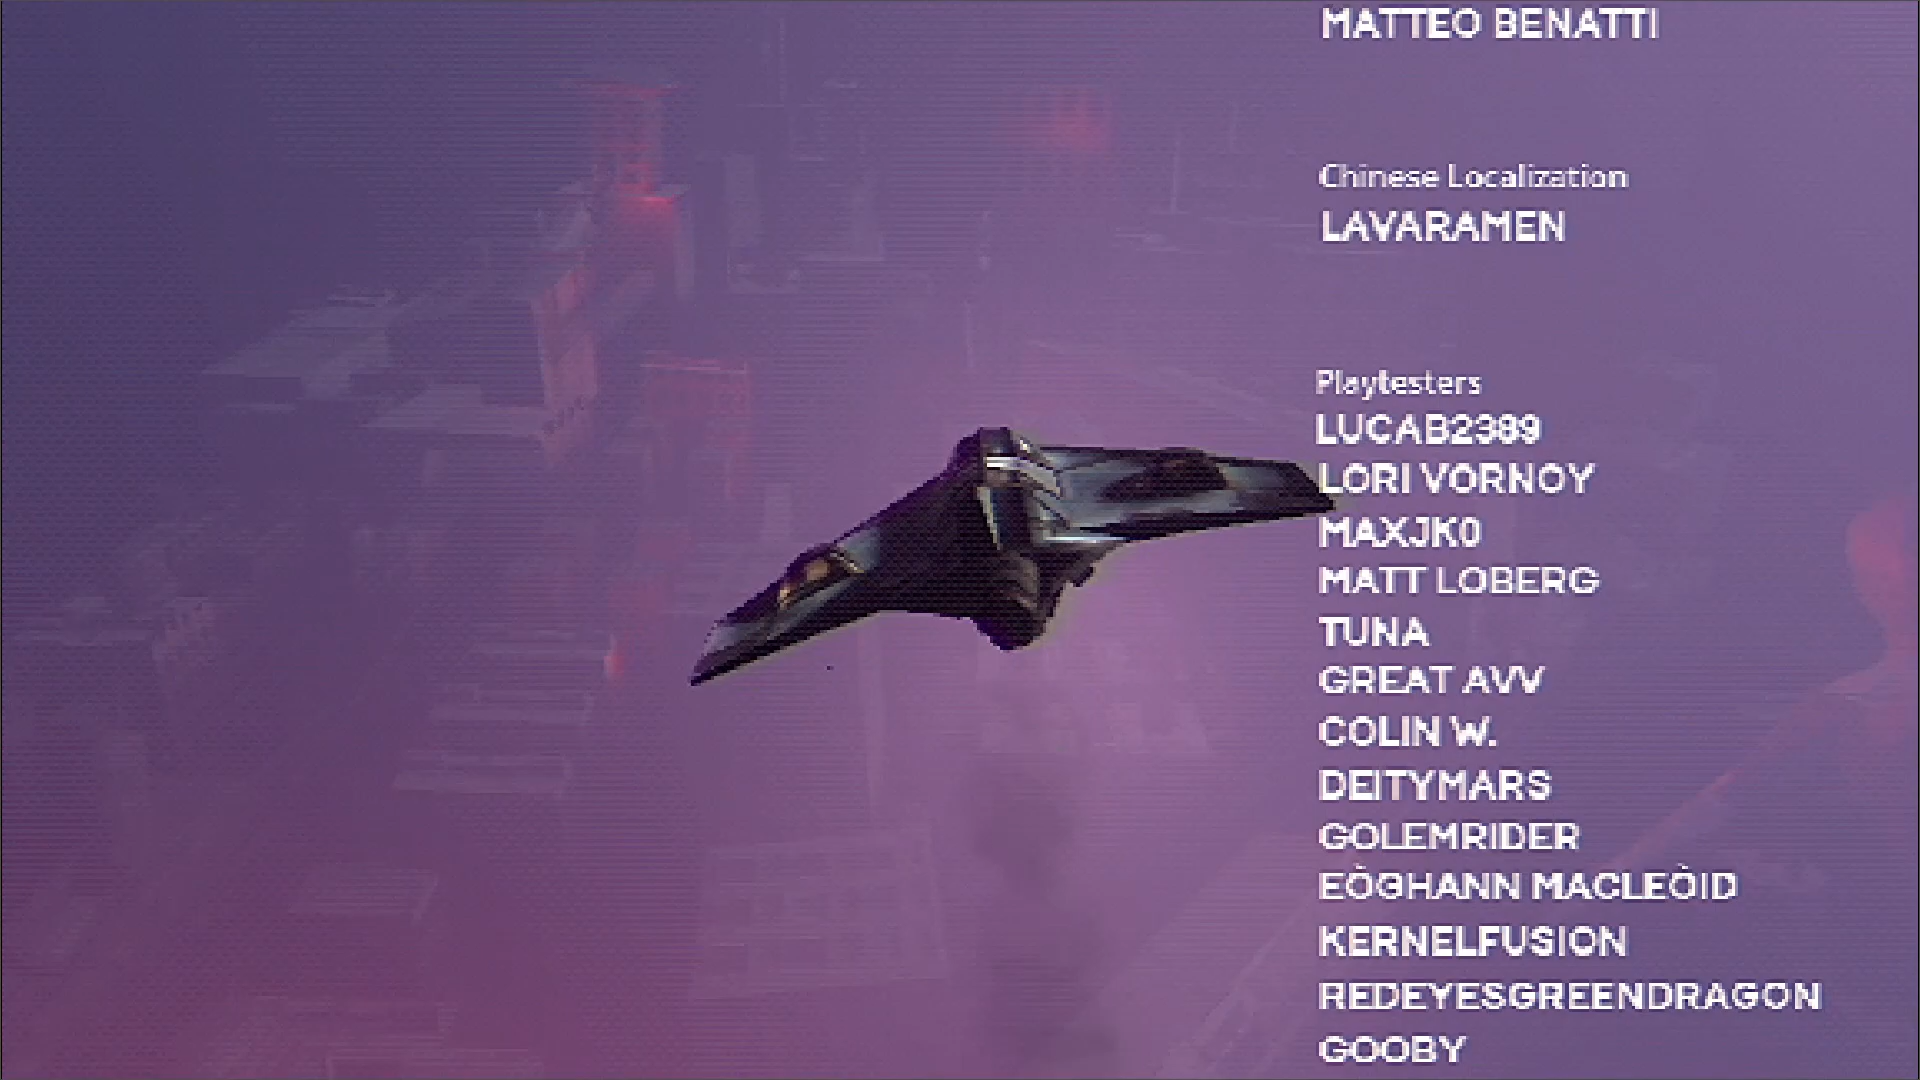 MATTEO BENATTI
Chinese Localization
LAVARAMEN
Playtesters
LUCAB2389
LORI VORNOY
MAXJK0
MATT LOBERG
TUNA
GREAT AVV
COLIN W.
DEITYMARS
GOLEMRIDER
EÒGHANN MACLEÒID
KERNELFUSION
REDEYESGREENDRAGON
GOOBY